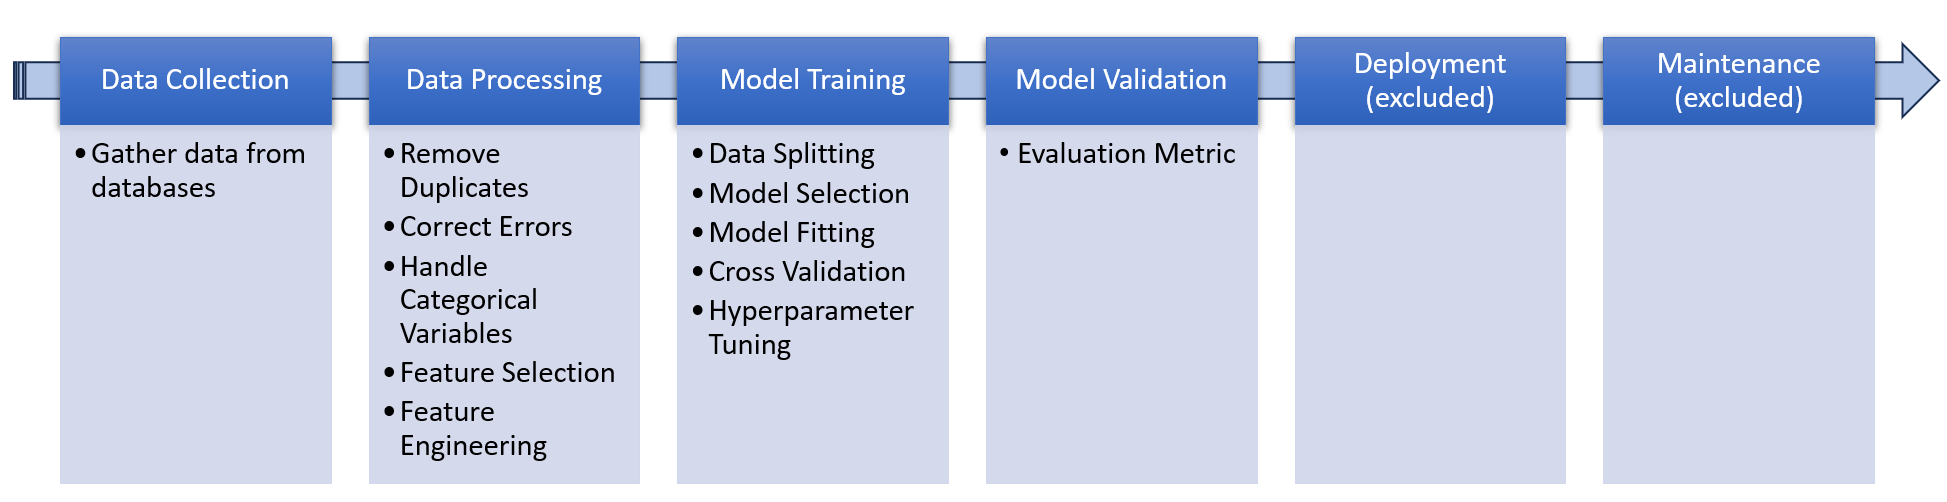 Data Collection
• Gather data from
databases
Data Processing
• Remove
Duplicates
• Correct Errors
• Handle
Categorical
Variables
• Feature Selection
• Feature
Engineering
Model Training
• Data Splitting
• Model Selection
• Model Fitting
• Cross Validation
• Hyperparameter
Tuning
Model Validation
• Evaluation Metric
Deployment
(excluded)
Maintenance
(excluded)